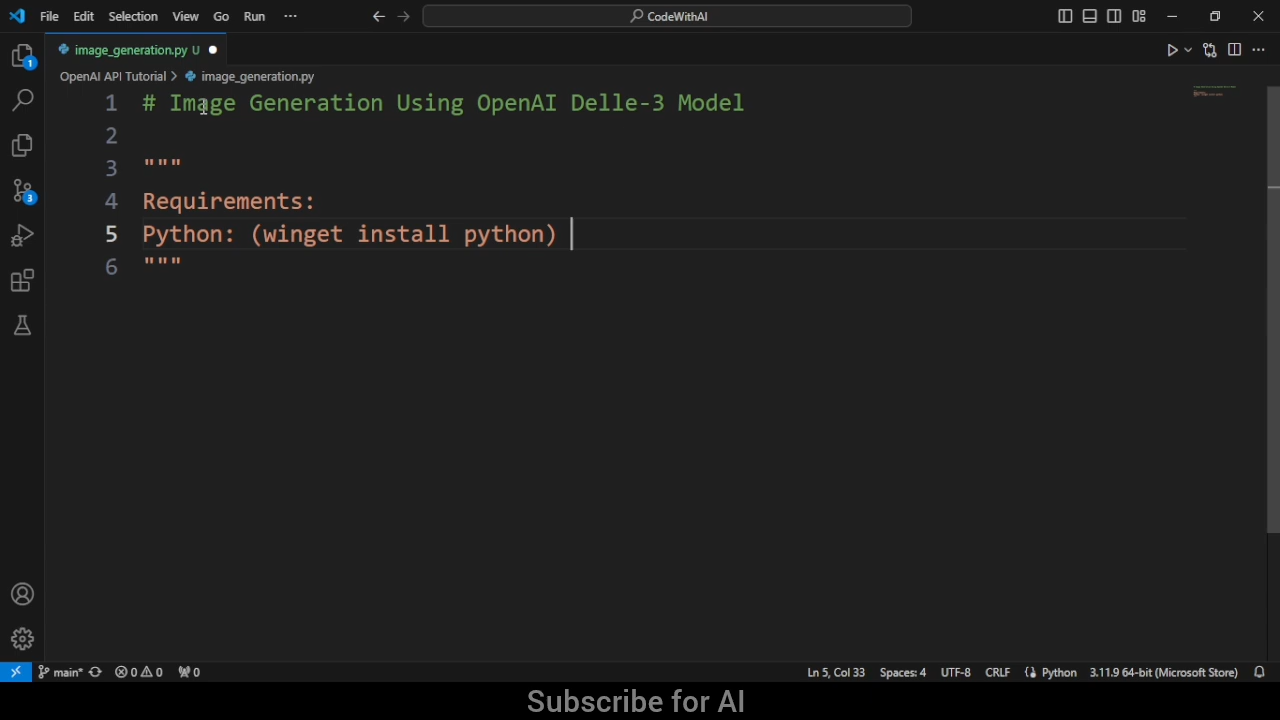 File Edit Selection View Go Run ··· CodeWithAI
image_generation.py U
OpenAI API Tutorial > image_generation.py
1 # Image Generation Using OpenAI Delle-3 Model
2
3 """
4 Requirements:
5 Python: (winget install python)
6 """
1
3
main* 0 0 0 Ln 5, Col 33 Spaces: 4 UTF-8 CRLF Python 3.11.9 64-bit (Microsoft Store)
Subscribe for AI